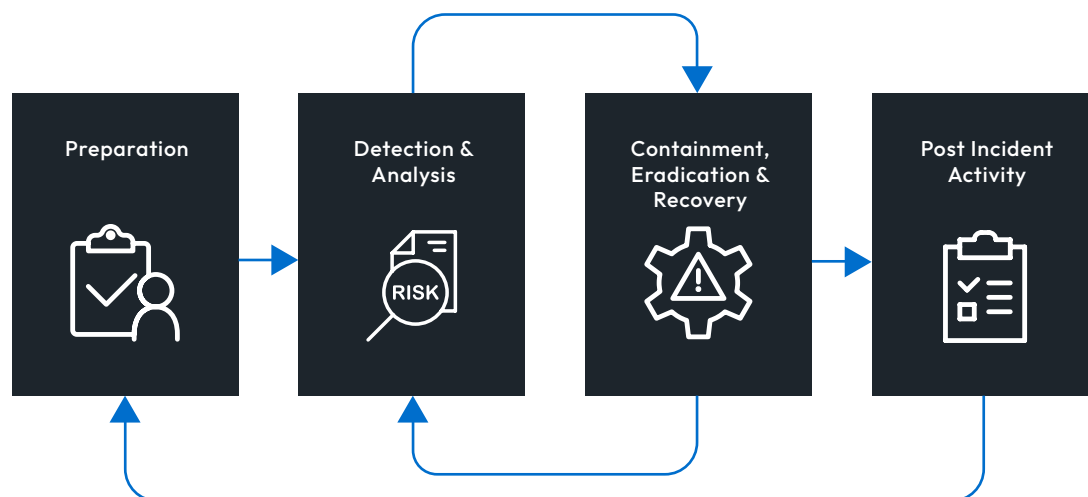 Preparation
Detection &
Analysis
RISK
Containment,
Eradication &
Recovery
Post Incident
Activity